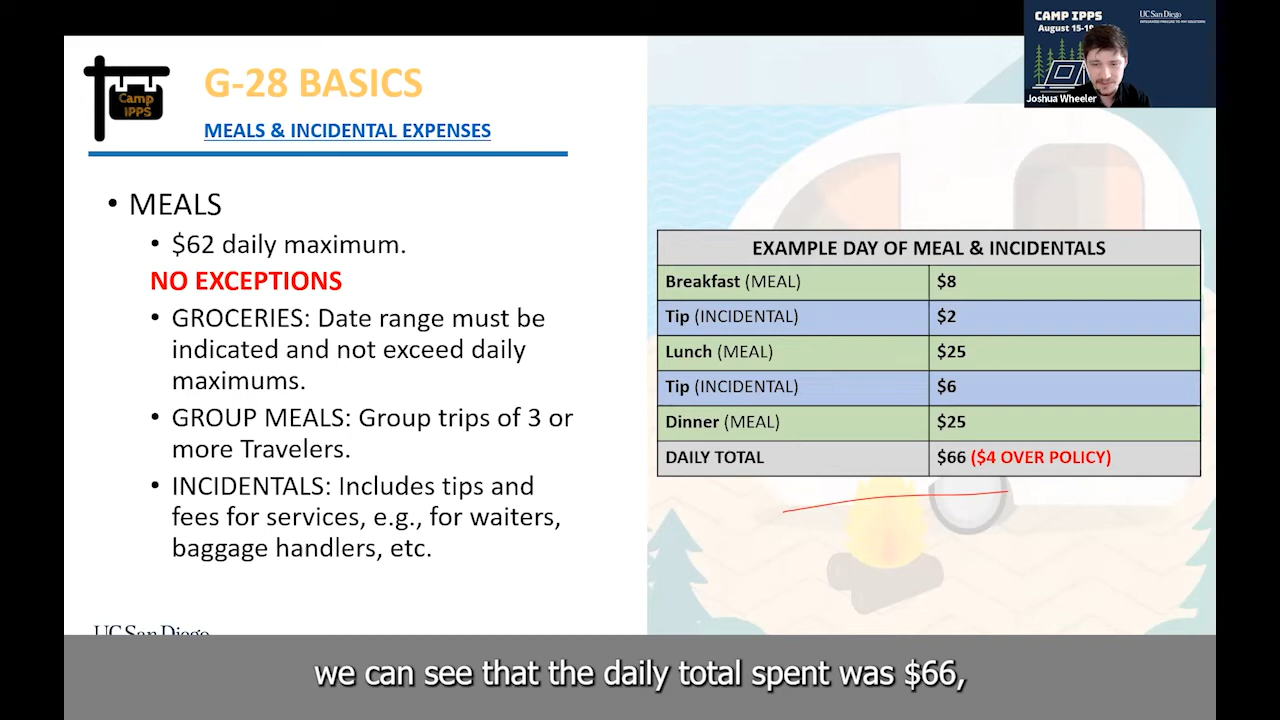 CAMP IPPS
August 15-19
UC San Diego
Joshua Wheeler
Camp
IPPS
G-28 BASICS
MEALS & INCIDENTAL EXPENSES
• MEALS
• $62 daily maximum.
NO EXCEPTIONS
• GROCERIES: Date range must be
indicated and not exceed daily
maximums.
• GROUP MEALS: Group trips of 3 or
more Travelers.
• INCIDENTALS: Includes tips and
fees for services, e.g., for waiters,
baggage handlers, etc.
EXAMPLE DAY OF MEAL & INCIDENTALS
Breakfast (MEAL) $8
Tip (INCIDENTAL) $2
Lunch (MEAL) $25
Tip (INCIDENTAL) $6
Dinner (MEAL) $25
DAILY TOTAL $66 ($4 OVER POLICY)
UC San Diego
we can see that the daily total spent was $66,